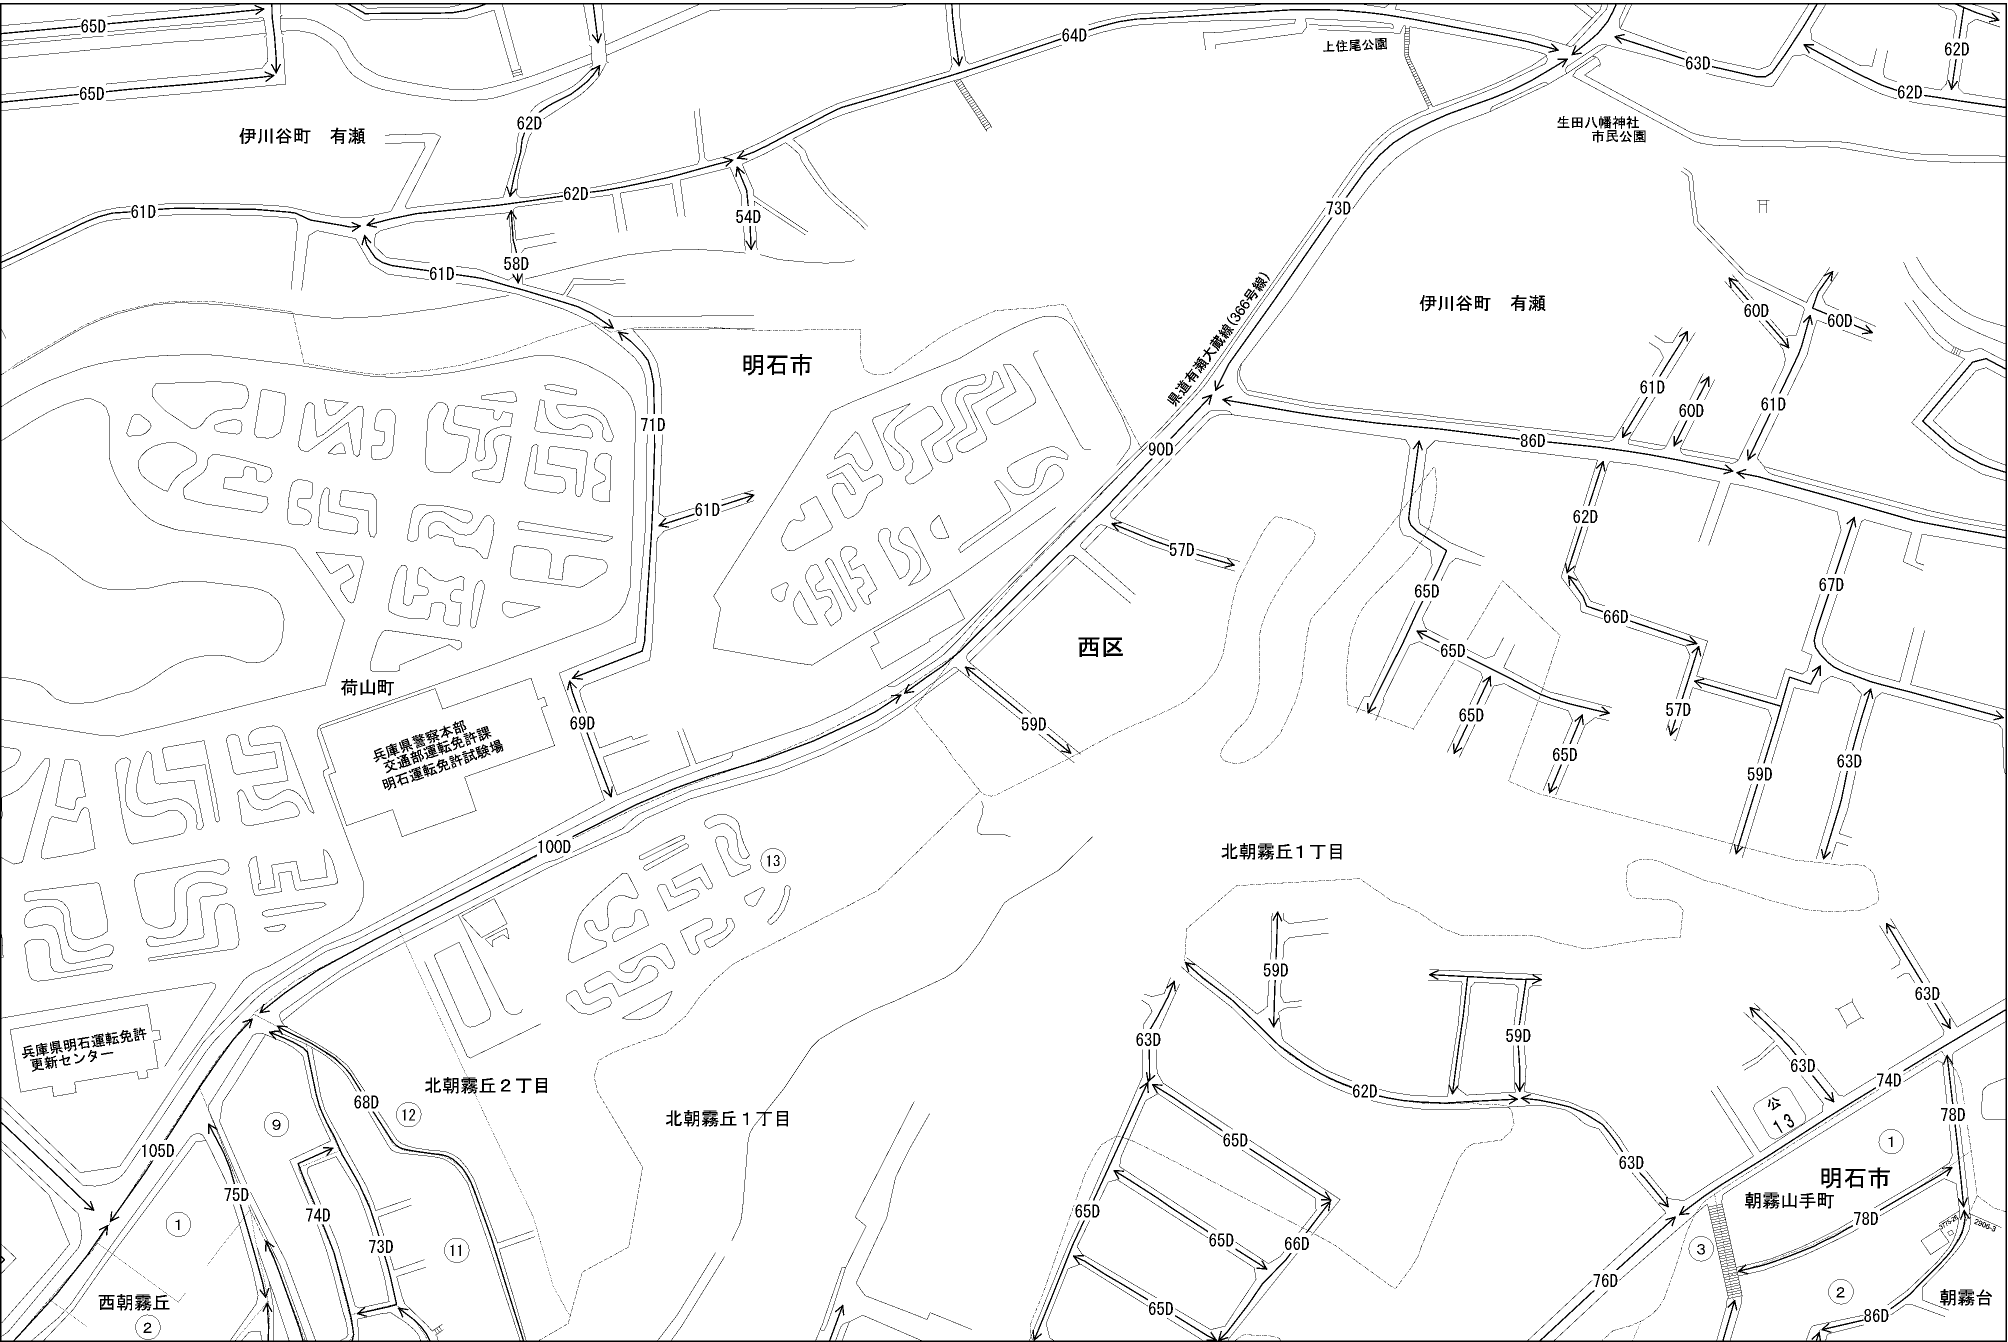 65D
64D
上住尾公園
63D
62D
65D
62D
62D
伊川谷町　有瀬
生田八幡神社
市民公園
62D
61D
54D
73D
58D
61D
県道有瀬大蔵線(366号線)
伊川谷町　有瀬
60D
60D
明石市
61D
60D
61D
71D
90D
86D
61D
62D
57D
67D
65D
66D
西区
65D
荷山町
57D
65D
69D
59D
兵庫県警察本部
交通部運転免許課
明石運転免許試験場
65D
59D
63D
100D
13
北朝霧丘１丁目
59D
63D
兵庫県明石運転免許
更新センター
63D
59D
63D
北朝霧丘２丁目
62D
74D
68D
12
公
13
78D
9
北朝霧丘１丁目
65D
1
105D
63D
明石市
75D
74D
朝霧山手町
1
65D
78D
73D
11
65D
66D
3
2906-3
76D
西朝霧丘
65D
2
朝霧台
2
86D